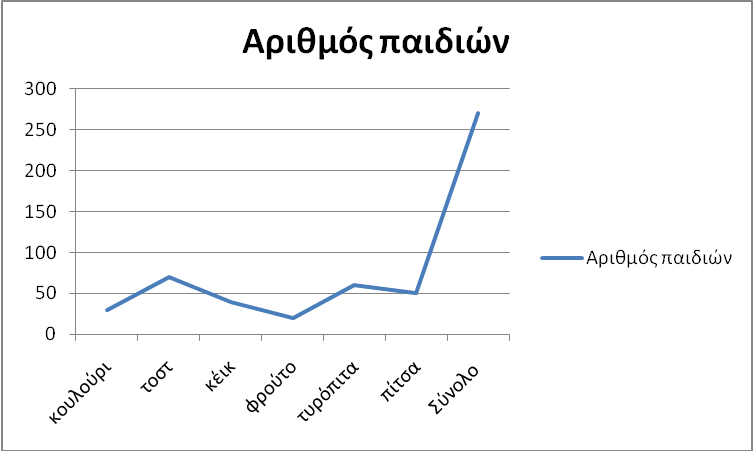 Αριθμός παιδιών
300
250
200
150
100
50
0
κουλούρι
τοστ
κέικ
φρούτο
τυρόπιτα
πίτσα
Σύνολο
Αριθμός παιδιών